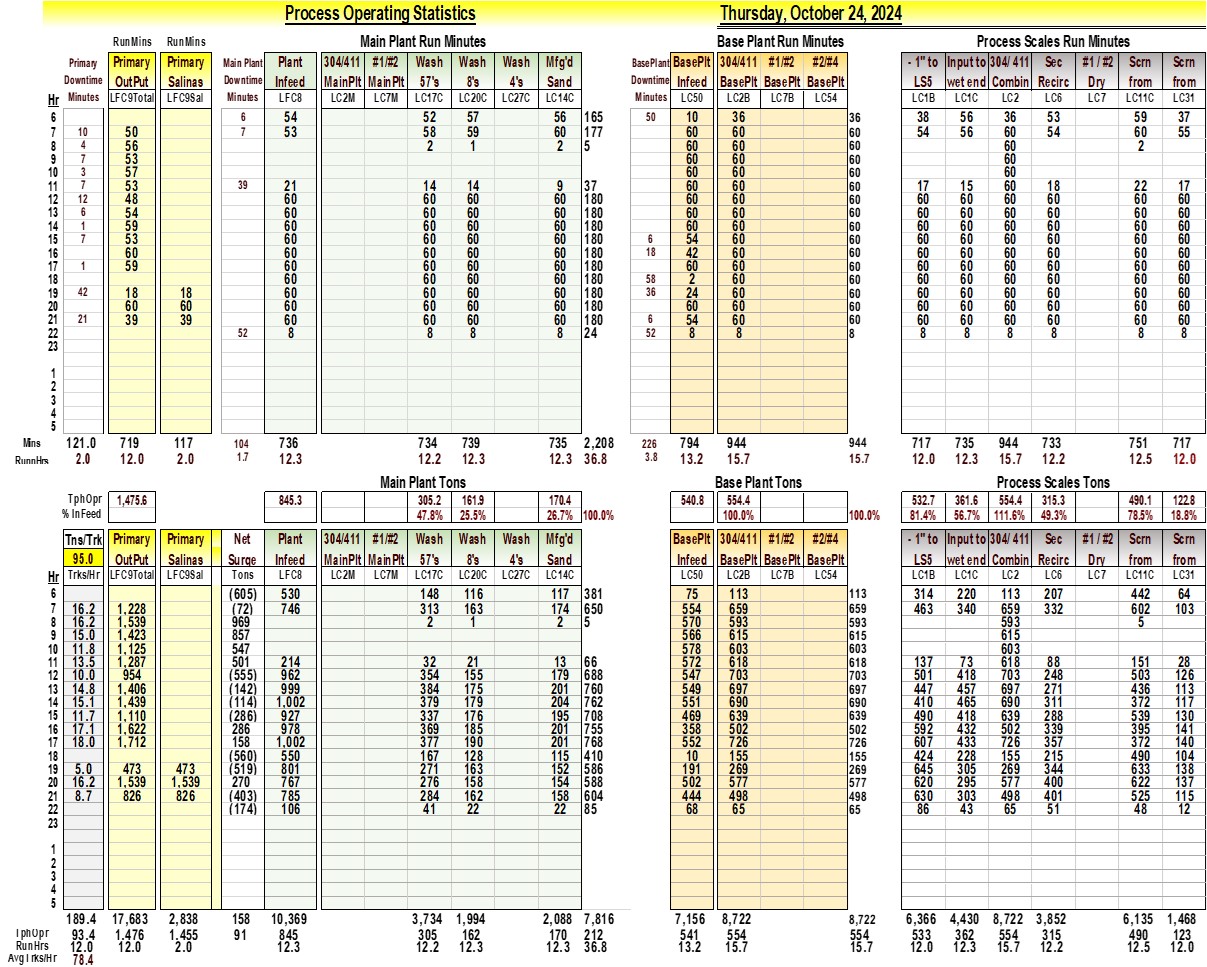 Process Operating Statistics Thursday, October 24, 2024
RunMins RunMins Main Plant Run Minutes Base Plant Run Minutes Process Scales Run Minutes
Primary Primary Primary Main Plant Plant 304/411 #1/#2 Wash Wash Wash Mfg'd BasePlant BasePlt 304/411 #1/#2 #2/#4 - 1" to Input to 304/ 411 Sec #1 / #2 Scrn Scrn
Downtime OutPut Salinas Downtime Infeed MainPlt MainPlt 57's 8's 4's Sand Downtime Infeed BasePlt BasePlt BasePlt LS5 wet end Combin Recirc Dry from from
Hr Minutes LFC9Total LFC9Sal Minutes LFC8 LC2M LC7M LC17C LC20C LC27C LC14C Minutes LC50 LC2B LC7B LC54 LC1B LC1C LC2 LC6 LC7 LC11C LC31
6 6 54 52 57 56 165 50 10 36 36 38 56 36 53 59 37
7 10 50 7 53 58 59 60 177 60 60 60 54 56 60 54 60 55
8 4 56 2 1 2 5 60 60 60 60 2
9 7 53 60 60 60 60
10 3 57 60 60 60 60
11 7 53 39 21 14 14 9 37 60 60 60 17 15 60 18 22 17
12 12 48 60 60 60 60 180 60 60 60 60 60 60 60 60 60
13 6 54 60 60 60 60 180 60 60 60 60 60 60 60 60 60
14 1 59 60 60 60 60 180 60 60 60 60 60 60 60 60 60
15 7 53 60 60 60 60 180 6 54 60 60 60 60 60 60 60 60
16 60 60 60 60 60 180 18 42 60 60 60 60 60 60 60 60
17 1 59 60 60 60 60 180 60 60 60 60 60 60 60 60 60
18 60 60 60 60 180 58 2 60 60 60 60 60 60 60 60
19 42 18 18 60 60 60 60 180 36 24 60 60 60 60 60 60 60 60
20 60 60 60 60 60 60 180 60 60 60 60 60 60 60 60 60
21 21 39 39 60 60 60 60 180 6 54 60 60 60 60 60 60 60 60
22 52 8 8 8 8 24 52 8 8 8 8 8 8 8 8 8
23
1
2
3
4
5
Mins 121.0 719 117 104 736 734 739 735 2,208 226 794 944 944 717 735 944 733 751 717
RunnHrs 2.0 12.0 2.0 1.7 12.3 12.2 12.3 12.3 36.8 3.8 13.2 15.7 15.7 12.0 12.3 15.7 12.2 12.5 12.0
Main Plant Tons Base Plant Tons Process Scales Tons
TphOpr 1,475.6 845.3 305.2 161.9 170.4 540.8 554.4 532.7 361.6 554.4 315.3 490.1 122.8
% InFeed 47.8% 25.5% 26.7% 100.0% 100.0% 100.0% 81.4% 56.7% 111.6% 49.3% 78.5% 18.8%
Tns/Trk Primary Primary Net Plant 304/411 #1/#2 Wash Wash Wash Mfg'd BasePlt 304/411 #1/#2 #2/#4 - 1" to Input to 304/ 411 Sec #1 / #2 Scrn Scrn
95.0 OutPut Salinas Surge Infeed MainPlt MainPlt 57's 8's 4's Sand Infeed BasePlt BasePlt BasePlt LS5 wet end Combin Recirc Dry from from
Hr Trks/Hr LFC9Total LFC9Sal Tons LFC8 LC2M LC7M LC17C LC20C LC27C LC14C LC50 LC2B LC7B LC54 LC1B LC1C LC2 LC6 LC7 LC11C LC31
6 (605) 530 148 116 117 381 75 113 113 314 220 113 207 442 64
7 16.2 1,228 (72) 746 313 163 174 650 554 659 659 463 340 659 332 602 103
8 16.2 1,539 969 2 1 2 5 570 593 593 593 5
9 15.0 1,423 857 566 615 615 615
10 11.8 1,125 547 578 603 603 603
11 13.5 1,287 501 214 32 21 13 66 572 618 618 137 73 618 88 151 28
12 10.0 954 (555) 962 354 155 179 688 547 703 703 501 418 703 248 503 126
13 14.8 1,406 (142) 999 384 175 201 760 549 697 697 447 457 697 271 436 113
14 15.1 1,439 (114) 1,002 379 179 204 762 551 690 690 410 465 690 311 372 117
15 11.7 1,110 (286) 927 337 176 195 708 469 639 639 490 418 639 288 539 130
16 17.1 1,622 286 978 369 185 201 755 358 502 502 592 432 502 339 395 141
17 18.0 1,712 158 1,002 377 190 201 768 552 726 726 607 433 726 357 372 140
18 (560) 550 167 128 115 410 10 155 155 424 228 155 215 490 104
19 5.0 473 473 (519) 801 271 163 152 586 191 269 269 645 305 269 344 633 138
20 16.2 1,539 1,539 270 767 276 158 154 588 502 577 577 620 295 577 400 622 137
21 8.7 826 826 (403) 785 284 162 158 604 444 498 498 630 303 498 401 525 115
22 (174) 106 41 22 22 85 68 65 65 86 43 65 51 48 12
23
1
2
3
4
5
189.4 17,683 2,838 158 10,369 3,734 1,994 2,088 7,816 7,156 8,722 8,722 6,366 4,430 8,722 3,852 6,135 1,468
TphOpr 93.4 1,476 1,455 91 845 305 162 170 212 541 554 554 533 362 554 315 490 123
RunHrs 12.0 12.0 2.0 12.3 12.2 12.3 12.3 36.8 13.2 15.7 15.7 12.0 12.3 15.7 12.2 12.5 12.0
Avg Trks/Hr 78.4